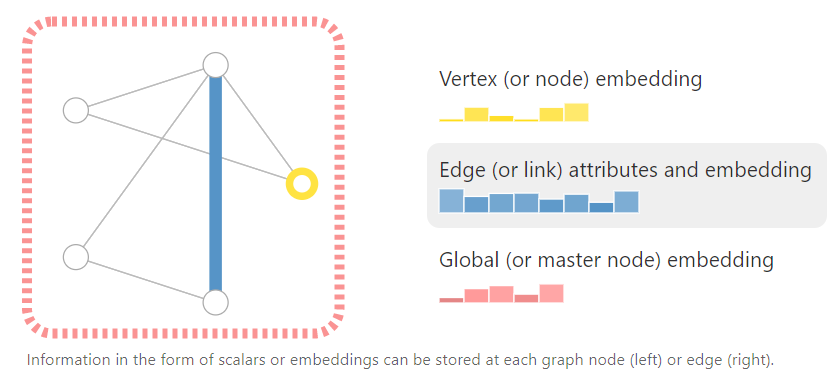 Vertex (or node) embedding
Edge (or link) attributes and embedding
Global (or master node) embedding
Information in the form of scalars or embeddings can be stored at each graph node (left) or edge (right).